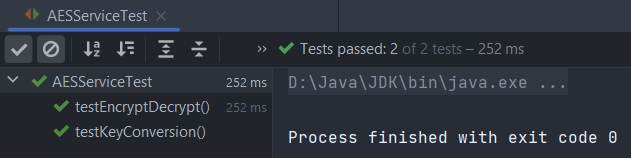 AESServiceTest
Tests passed: 2 of 2 tests – 252 ms
AESServiceTest 252 ms
testEncryptDecrypt() 252 ms
testKeyConversion()
D:\Java\JDK\bin\java.exe ...
Process finished with exit code 0